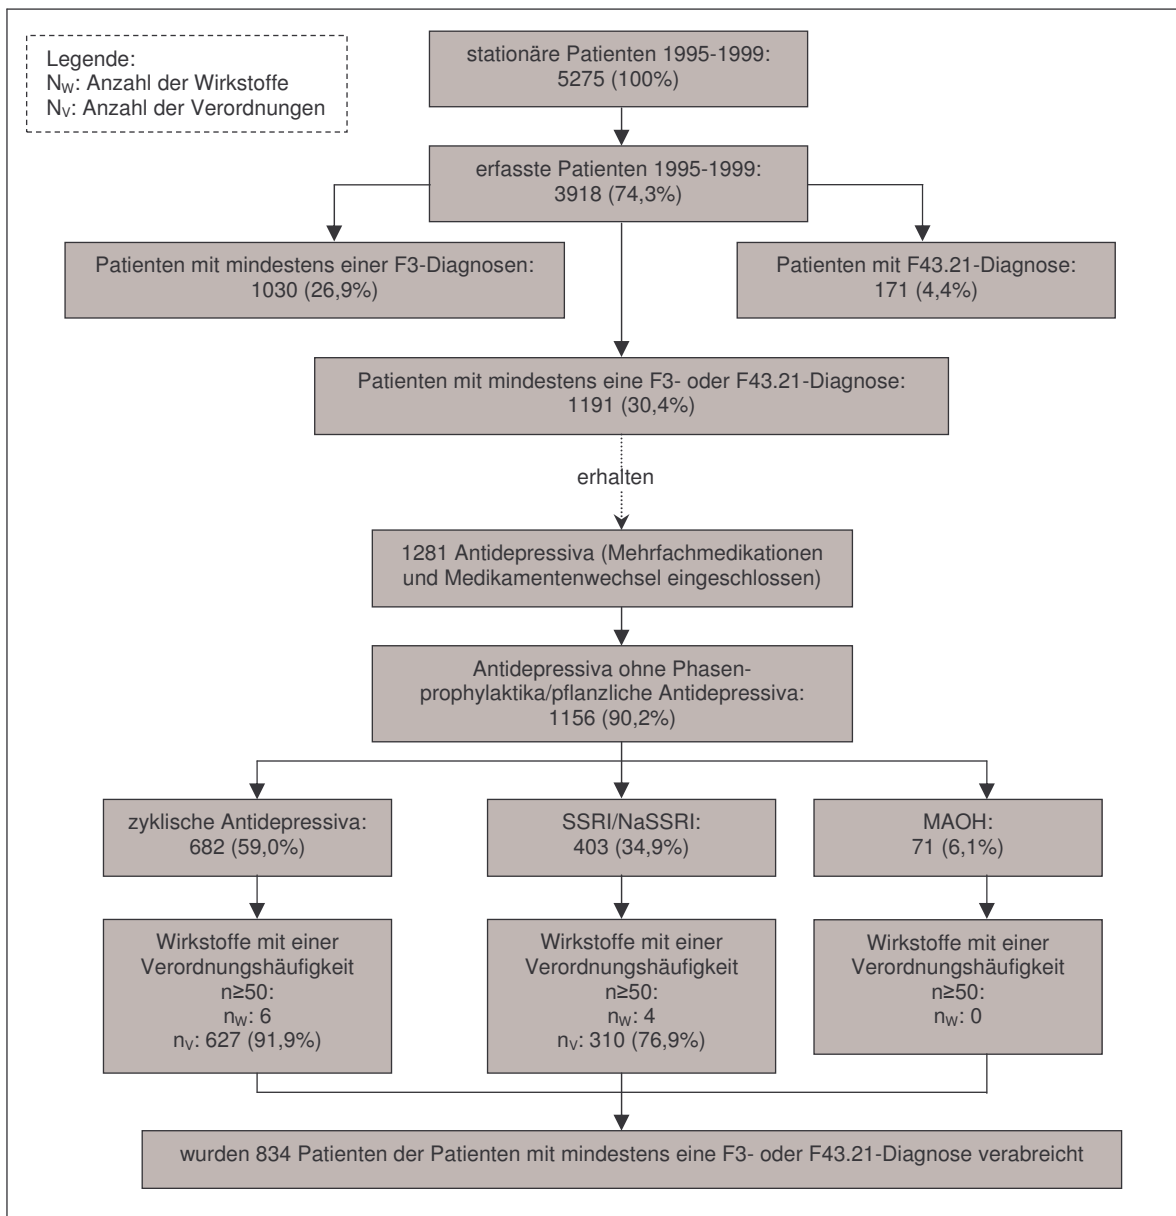 Legende:
NW: Anzahl der Wirkstoffe
NV: Anzahl der Verordnungen
stationäre Patienten 1995-1999:
5275 (100%)
erfasste Patienten 1995-1999:
3918 (74,3%)
Patienten mit mindestens einer F3-Diagnosen:
1030 (26,9%)
Patienten mit F43.21-Diagnose:
171 (4,4%)
Patienten mit mindestens eine F3- oder F43.21-Diagnose:
1191 (30,4%)
erhalten
1281 Antidepressiva (Mehrfachmedikationen
und Medikamentenwechsel eingeschlossen)
Antidepressiva ohne Phasen-
prophylaktika/pflanzliche Antidepressiva:
1156 (90,2%)
zyklische Antidepressiva:
682 (59,0%)
SSRI/NaSSRI:
403 (34,9%)
MAOH:
71 (6,1%)
Wirkstoffe mit einer
Verordnungshäufigkeit
n≥50:
nW: 6
nV: 627 (91,9%)
Wirkstoffe mit einer
Verordnungshäufigkeit
n≥50:
nW: 4
nV: 310 (76,9%)
Wirkstoffe mit einer
Verordnungshäufigkeit
n≥50:
nW: 0
wurden 834 Patienten der Patienten mit mindestens eine F3- oder F43.21-Diagnose verabreicht